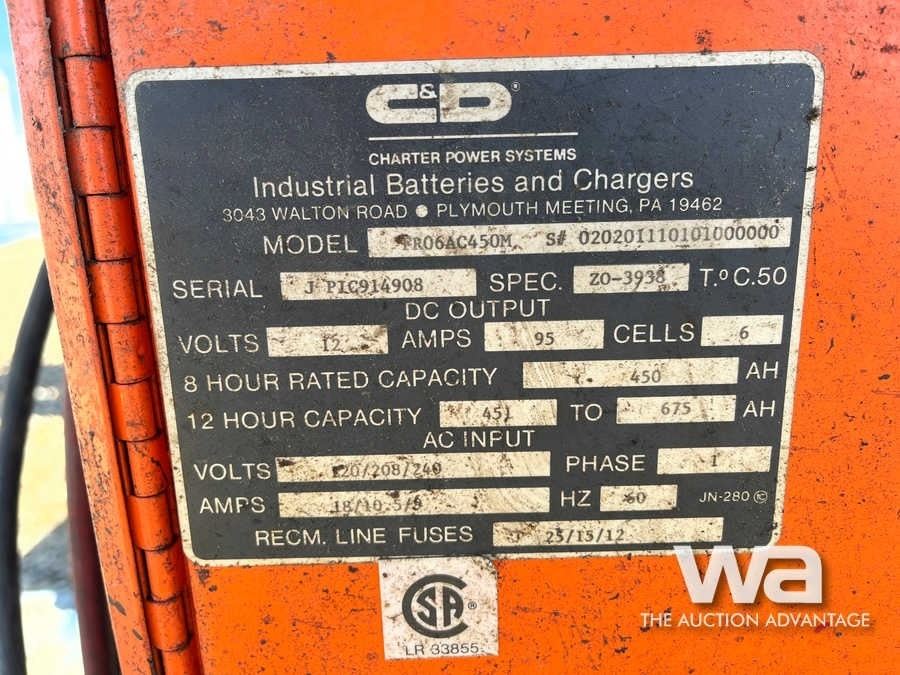 C&D®
CHARTER POWER SYSTEMS
Industrial Batteries and Chargers
3043 WALTON ROAD ● PLYMOUTH MEETING, PA 19462
MODEL FR06AC450M S# 020201110101000000
SERIAL J PIC914908 SPEC. ZO-3938 T.°C.50
DC OUTPUT
VOLTS 12 AMPS 95 CELLS 6
8 HOUR RATED CAPACITY 450 AH
12 HOUR CAPACITY 451 TO 675 AH
AC INPUT
VOLTS 120/208/240 PHASE 1
AMPS 18/10.5/9 HZ 60 JN-280
RECM. LINE FUSES 25/15/12
CSA®
LR 33855
wa
THE AUCTION ADVANTAGE